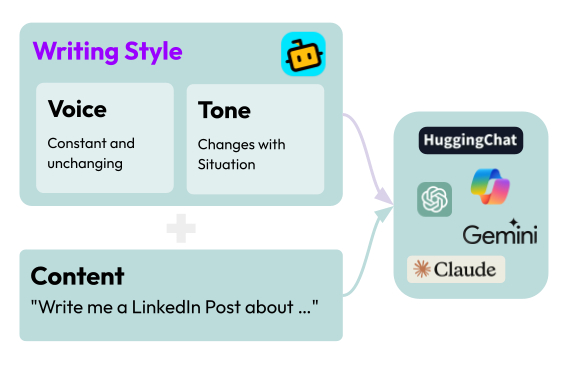 Writing Style
Voice
Constant and
unchanging
Tone
Changes with
Situation
Content
"Write me a LinkedIn Post about ..."
HuggingChat
Gemini
Claude